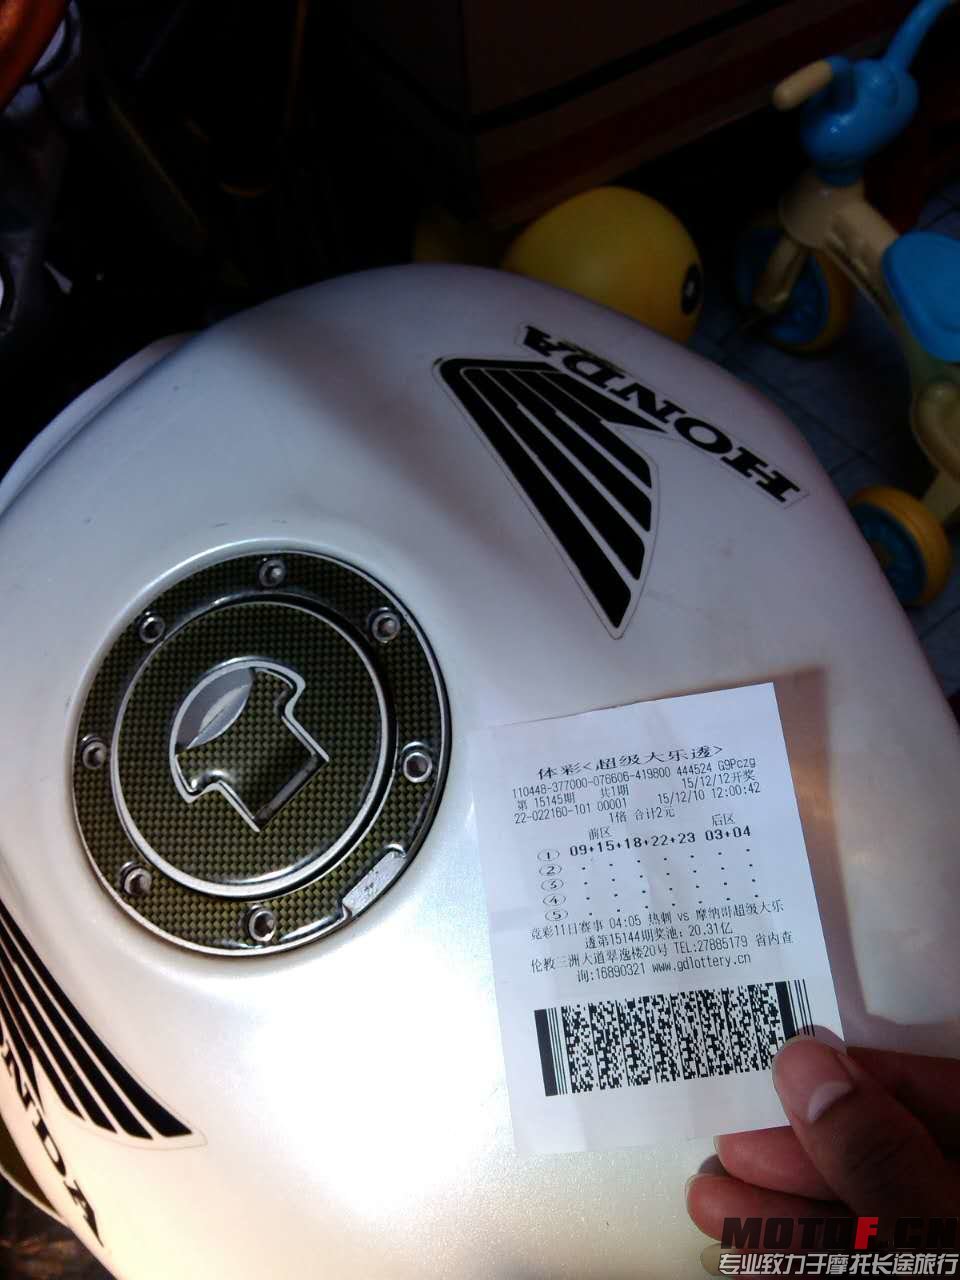 HONDA
体彩<超级大乐透>
110448-377000-076606-419800 444524 G9Pczg
第 15145期 共1期 15/12/12开奖
22-022160-101 00001 15/12/10 12:00:42
1倍 合计2元
前区 后区
① 09+15+18+22+23 03+04
②
③
④
⑤
竞彩11日赛事 04:05 热刺 vs 摩纳哥超级大乐
透第15144期奖池: 20.31亿
伦教三洲大道翠逸楼20号 TEL:27885179 省内查
询:16890321 www.gdlottery.cn
NDA
MOTOF.CN
专业致力于摩托长途旅行